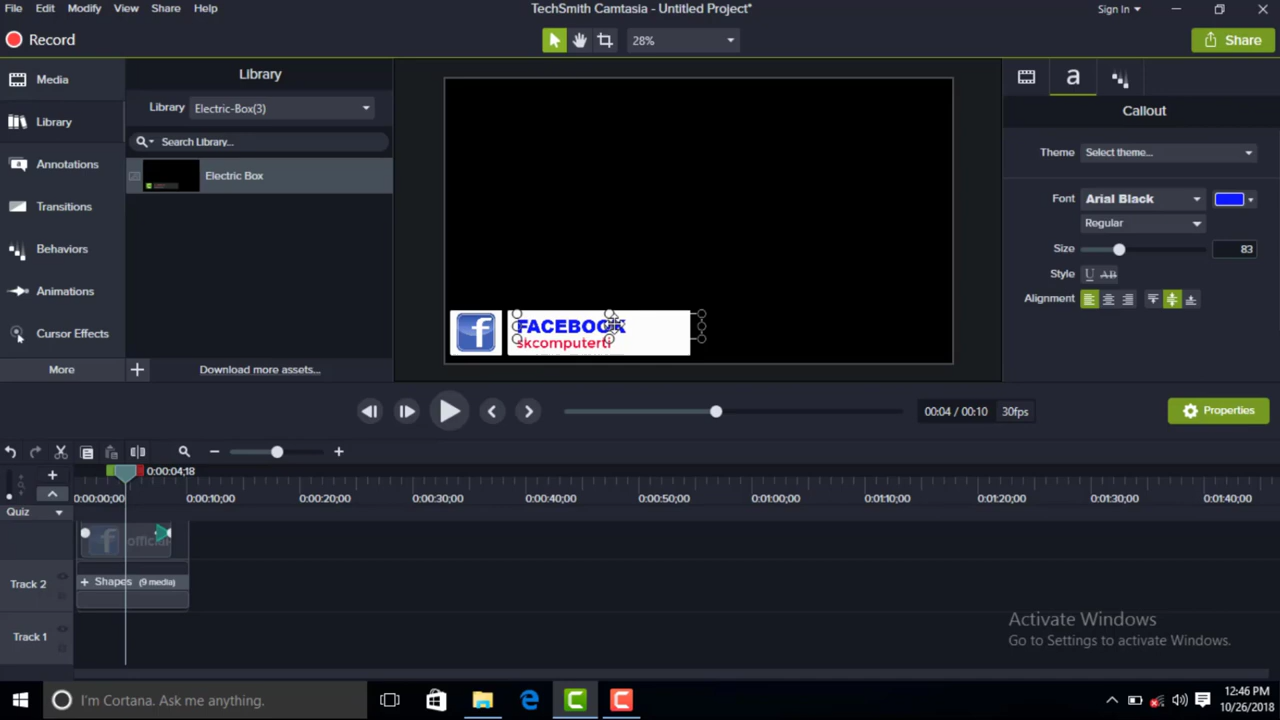 File Edit Modify View Share Help
TechSmith Camtasia - Untitled Project*
Sign In
Record
28%
Share
Media
Library
Annotations
Transitions
Behaviors
Animations
Cursor Effects
More
Library
Library Electric-Box(3)
Search Library...
Electric Box
Download more assets...
f
FACEBOOK
skcomputerti
a
Callout
Theme Select theme...
Font Arial Black
Regular
Size 83
Style U AB
Alignment
00:04 / 00:10 30fps
Properties
0:00:04;18
0:00:00;00 0:00:10;00 0:00:20;00 0:00:30;00 0:00:40;00 0:00:50;00 0:01:00;00 0:01:10;00 0:01:20;00 0:01:30;00 0:01:40;00
Quiz
f official
Track 2
+ Shapes (9 media)
Track 1
Activate Windows
Go to Settings to activate Windows.
I'm Cortana. Ask me anything.
12:46 PM
10/26/2018